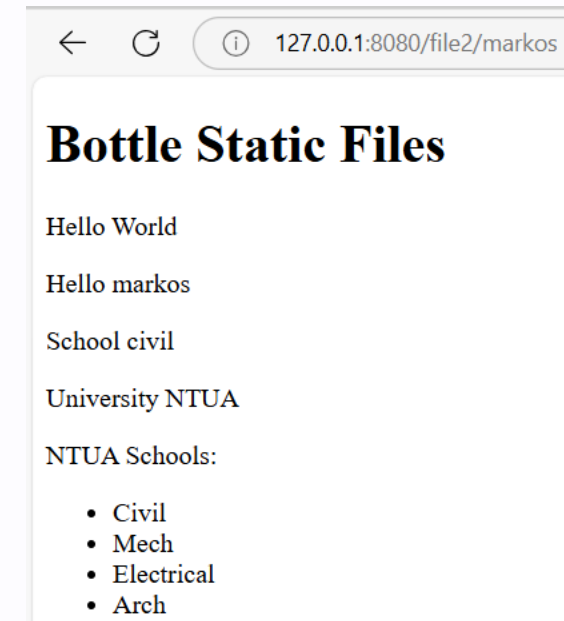 127.0.0.1:8080/file2/markos
Bottle Static Files
Hello World
Hello markos
School civil
University NTUA
NTUA Schools:
Civil
Mech
Electrical
Arch